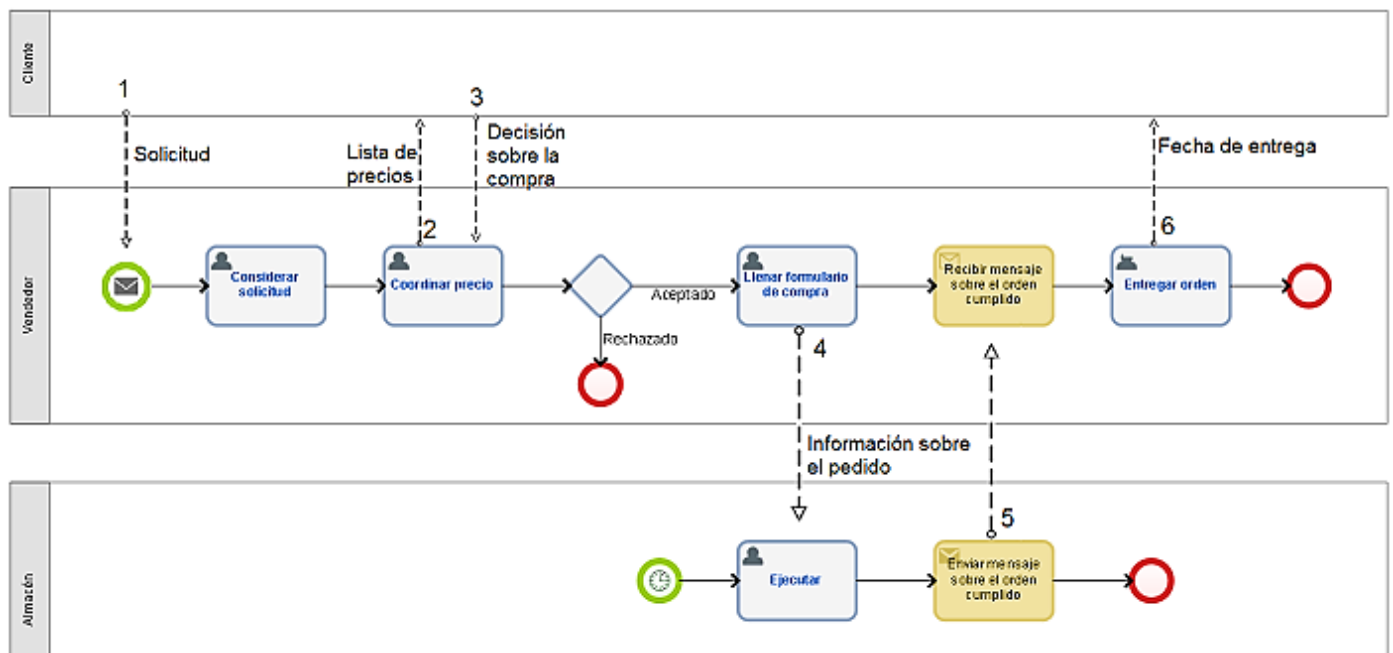 Cliente
1
3
Solicitud
Lista de
precios
Decisión
sobre la
compra
Fecha de entrega
Vendedor
2
6
Considerar
solicitud
Coordinar precio
Aceptado
Rechazado
Llenar formulario
de compra
Recibir mensaje
sobre el orden
cumplido
Entregar orden
4
Información sobre
el pedido
5
Almacén
Ejecutar
Enviar mensaje
sobre el orden
cumplido